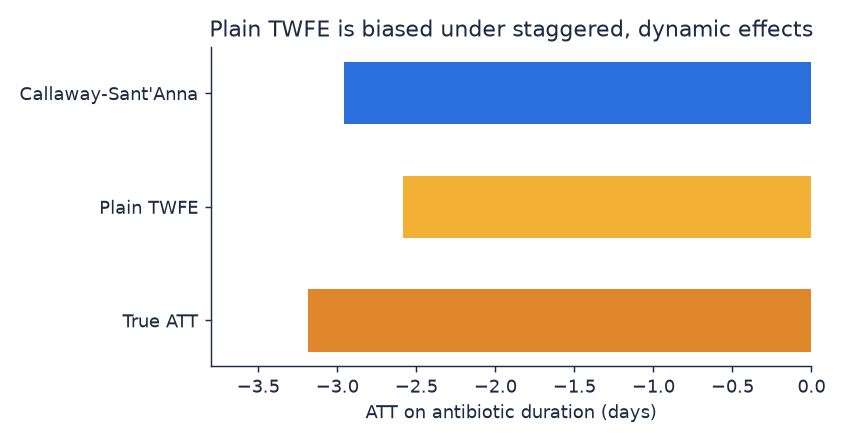 Plain TWFE is biased under staggered, dynamic effects
Callaway-Sant'Anna
Plain TWFE
True ATT
−3.5 −3.0 −2.5 −2.0 −1.5 −1.0 −0.5 0.0
ATT on antibiotic duration (days)